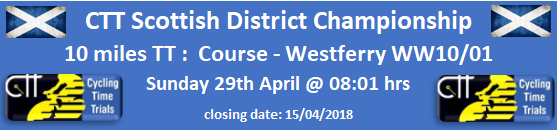 CTT Scottish District Championship
10 miles TT :  Course - Westferry WW10/01
Sunday 29th April @ 08:01 hrs
closing date: 15/04/2018
CTT Cycling Time Trials
CTT Cycling Time Trials